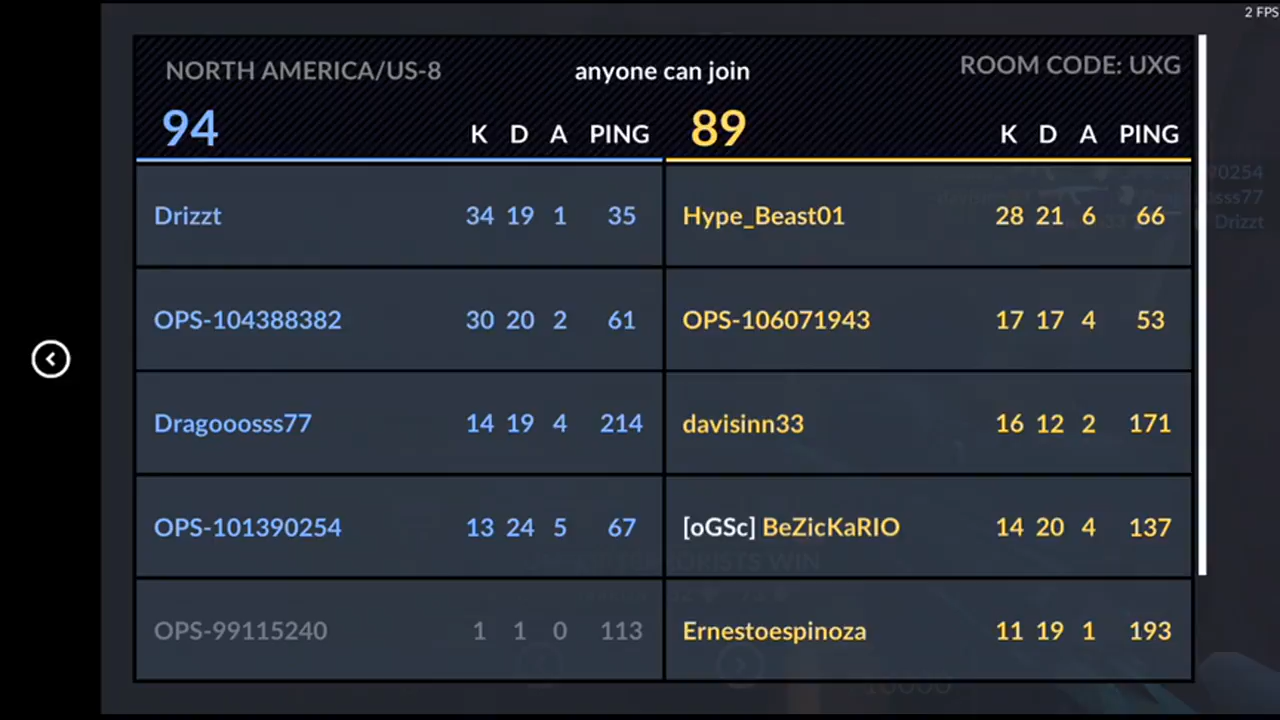 2 FPS
NORTH AMERICA/US-8 anyone can join ROOM CODE: UXG
94 K D A PING 89 K D A PING
Drizzt 34 19 1 35 Hype_Beast01 28 21 6 66
OPS-104388382 30 20 2 61 OPS-106071943 17 17 4 53
Dragooosss77 14 19 4 214 davisinn33 16 12 2 171
OPS-101390254 13 24 5 67 [oGSc] BeZicKaRIO 14 20 4 137
OPS-99115240 1 1 0 113 Ernestoespinoza 11 19 1 193
Drizzt
WIN